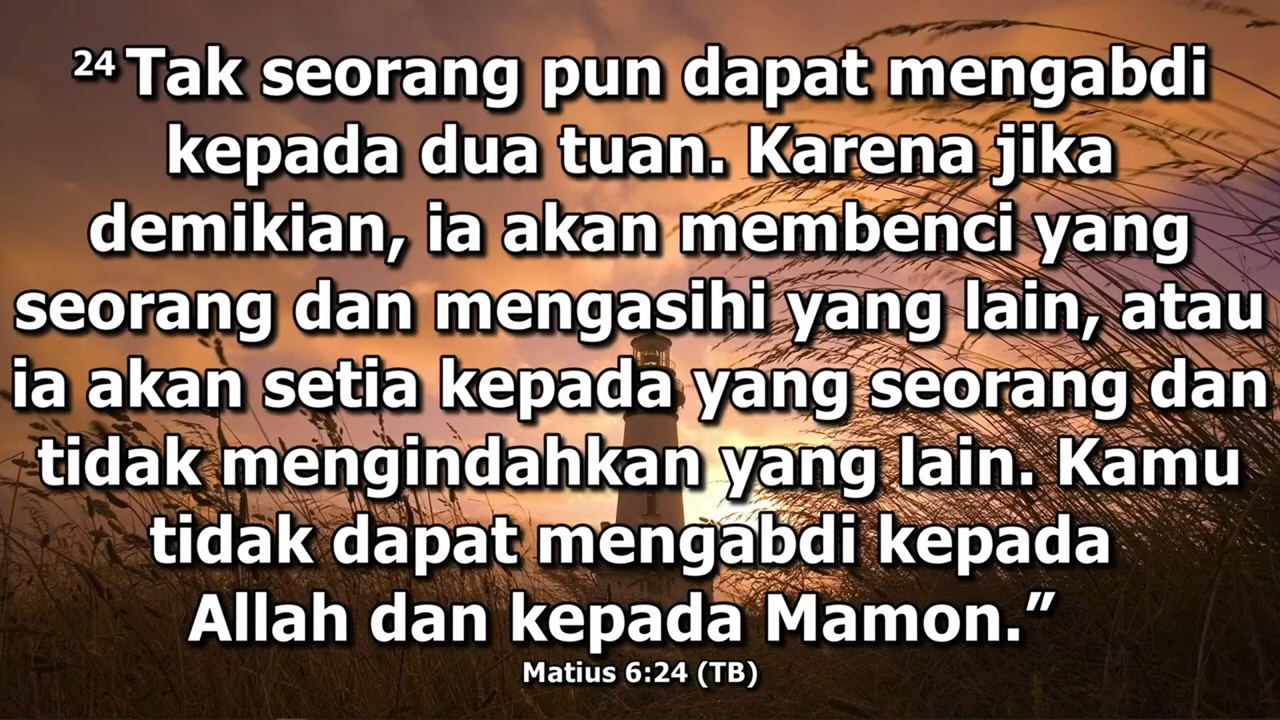 24 Tak seorang pun dapat mengabdi
kepada dua tuan. Karena jika
demikian, ia akan membenci yang
seorang dan mengasihi yang lain, atau
ia akan setia kepada yang seorang dan
tidak mengindahkan yang lain. Kamu
tidak dapat mengabdi kepada
Allah dan kepada Mamon.”
Matius 6:24 (TB)